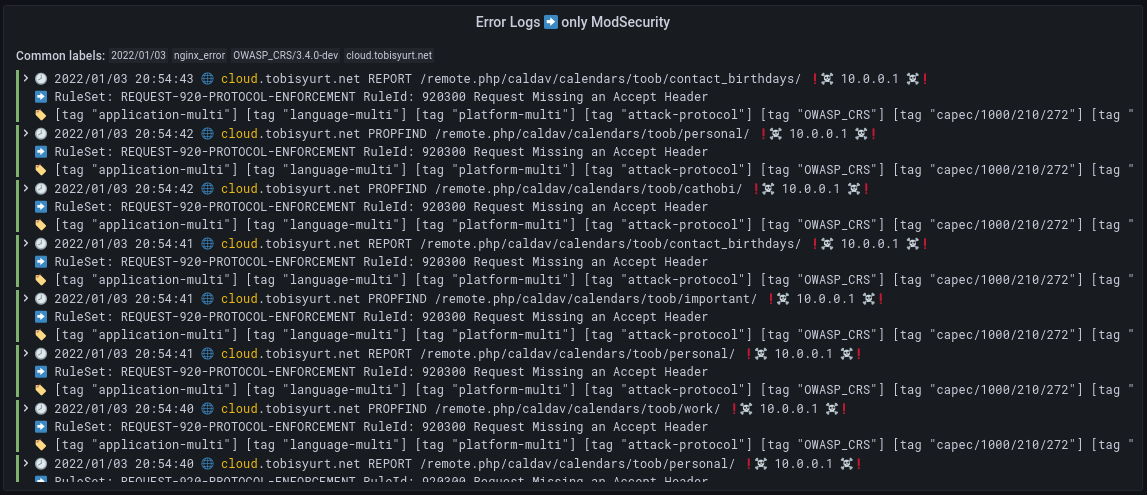 Error Logs ➡️ only ModSecurity
Common labels: 2022/01/03 nginx_error OWASP_CRS/3.4.0-dev cloud.tobisyurt.net
> 🕗 2022/01/03 20:54:43 🌐 cloud.tobisyurt.net REPORT /remote.php/caldav/calendars/toob/contact_birthdays/ ❗☠️ 10.0.0.1 ☠️❗
➡️ RuleSet: REQUEST-920-PROTOCOL-ENFORCEMENT RuleId: 920300 Request Missing an Accept Header
🏷️ [tag "application-multi"] [tag "language-multi"] [tag "platform-multi"] [tag "attack-protocol"] [tag "OWASP_CRS"] [tag "capec/1000/210/272"] [tag "
> 🕗 2022/01/03 20:54:42 🌐 cloud.tobisyurt.net PROPFIND /remote.php/caldav/calendars/toob/personal/ ❗☠️ 10.0.0.1 ☠️❗
➡️ RuleSet: REQUEST-920-PROTOCOL-ENFORCEMENT RuleId: 920300 Request Missing an Accept Header
🏷️ [tag "application-multi"] [tag "language-multi"] [tag "platform-multi"] [tag "attack-protocol"] [tag "OWASP_CRS"] [tag "capec/1000/210/272"] [tag "
> 🕗 2022/01/03 20:54:42 🌐 cloud.tobisyurt.net PROPFIND /remote.php/caldav/calendars/toob/cathobi/ ❗☠️ 10.0.0.1 ☠️❗
➡️ RuleSet: REQUEST-920-PROTOCOL-ENFORCEMENT RuleId: 920300 Request Missing an Accept Header
🏷️ [tag "application-multi"] [tag "language-multi"] [tag "platform-multi"] [tag "attack-protocol"] [tag "OWASP_CRS"] [tag "capec/1000/210/272"] [tag "
> 🕗 2022/01/03 20:54:41 🌐 cloud.tobisyurt.net REPORT /remote.php/caldav/calendars/toob/contact_birthdays/ ❗☠️ 10.0.0.1 ☠️❗
➡️ RuleSet: REQUEST-920-PROTOCOL-ENFORCEMENT RuleId: 920300 Request Missing an Accept Header
🏷️ [tag "application-multi"] [tag "language-multi"] [tag "platform-multi"] [tag "attack-protocol"] [tag "OWASP_CRS"] [tag "capec/1000/210/272"] [tag "
> 🕗 2022/01/03 20:54:41 🌐 cloud.tobisyurt.net PROPFIND /remote.php/caldav/calendars/toob/important/ ❗☠️ 10.0.0.1 ☠️❗
➡️ RuleSet: REQUEST-920-PROTOCOL-ENFORCEMENT RuleId: 920300 Request Missing an Accept Header
🏷️ [tag "application-multi"] [tag "language-multi"] [tag "platform-multi"] [tag "attack-protocol"] [tag "OWASP_CRS"] [tag "capec/1000/210/272"] [tag "
> 🕗 2022/01/03 20:54:41 🌐 cloud.tobisyurt.net REPORT /remote.php/caldav/calendars/toob/personal/ ❗☠️ 10.0.0.1 ☠️❗
➡️ RuleSet: REQUEST-920-PROTOCOL-ENFORCEMENT RuleId: 920300 Request Missing an Accept Header
🏷️ [tag "application-multi"] [tag "language-multi"] [tag "platform-multi"] [tag "attack-protocol"] [tag "OWASP_CRS"] [tag "capec/1000/210/272"] [tag "
> 🕗 2022/01/03 20:54:40 🌐 cloud.tobisyurt.net PROPFIND /remote.php/caldav/calendars/toob/work/ ❗☠️ 10.0.0.1 ☠️❗
➡️ RuleSet: REQUEST-920-PROTOCOL-ENFORCEMENT RuleId: 920300 Request Missing an Accept Header
🏷️ [tag "application-multi"] [tag "language-multi"] [tag "platform-multi"] [tag "attack-protocol"] [tag "OWASP_CRS"] [tag "capec/1000/210/272"] [tag "
> 🕗 2022/01/03 20:54:40 🌐 cloud.tobisyurt.net REPORT /remote.php/caldav/calendars/toob/personal/ ❗☠️ 10.0.0.1 ☠️❗
➡️ RuleSet: REQUEST-920-PROTOCOL-ENFORCEMENT RuleId: 920300 Request Missing an Accept Header